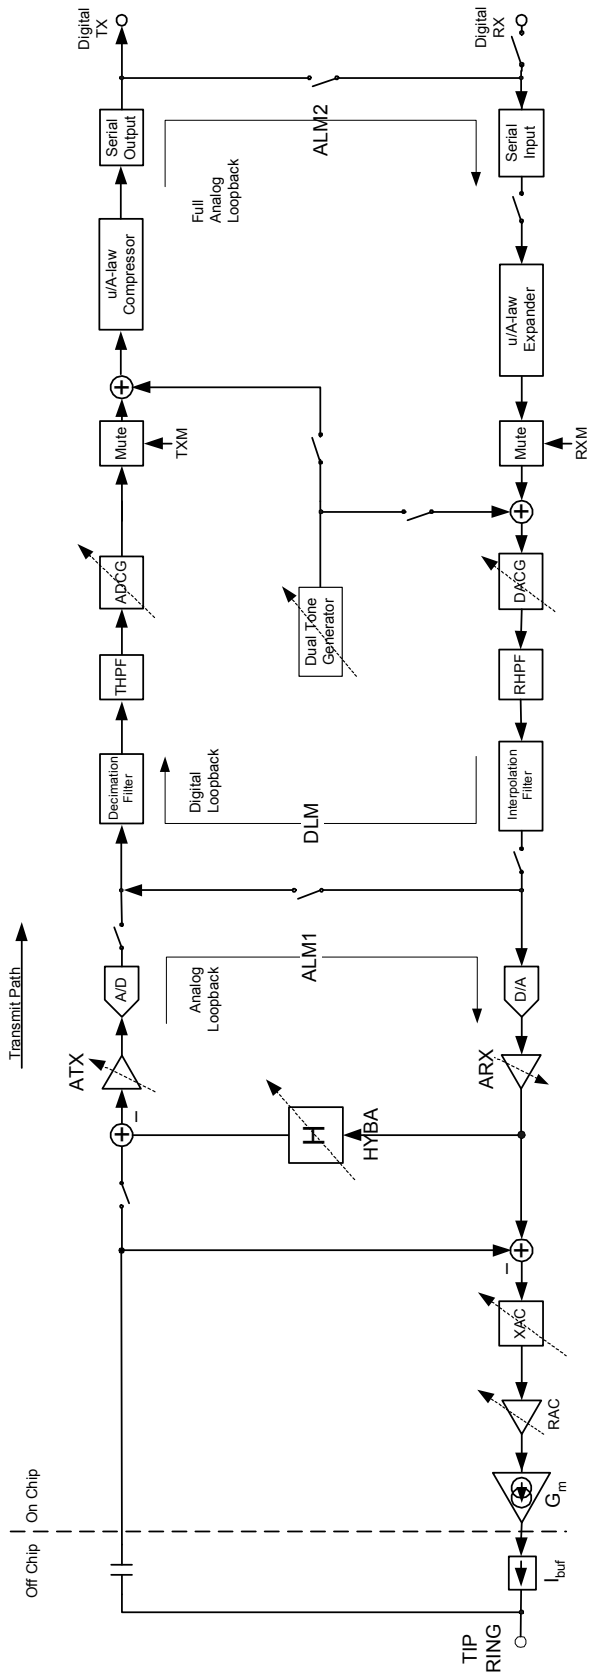 Off Chip
On Chip
Transmit Path
TIP
RING
I buf
G m
RAC
XAC
+
–
+
–
H
HYBA
ATX
ARX
A/D
D/A
Analog
Loopback
ALM1
Decimation
Filter
Interpolation
Filter
Digital
Loopback
DLM
THPF
RHPF
ADCG
DACG
Dual Tone
Generator
Mute
TXM
Mute
RXM
+
+
u/A-law
Compressor
u/A-law
Expander
Full
Analog
Loopback
ALM2
Serial
Output
Serial
Input
Digital
TX
Digital
RX